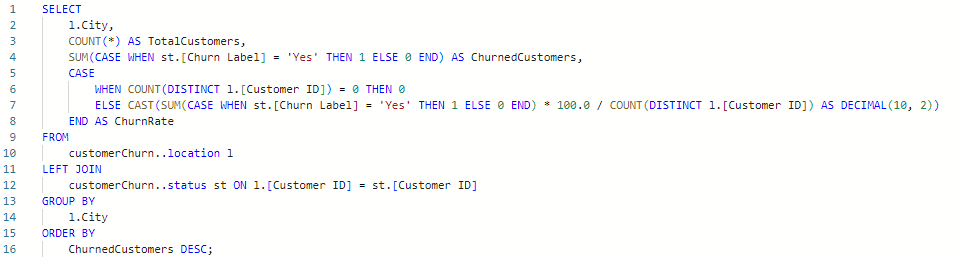 1 SELECT
2 l.City,
3 COUNT(*) AS TotalCustomers,
4 SUM(CASE WHEN st.[Churn Label] = 'Yes' THEN 1 ELSE 0 END) AS ChurnedCustomers,
5 CASE
6 WHEN COUNT(DISTINCT l.[Customer ID]) = 0 THEN 0
7 ELSE CAST(SUM(CASE WHEN st.[Churn Label] = 'Yes' THEN 1 ELSE 0 END) * 100.0 / COUNT(DISTINCT l.[Customer ID]) AS DECIMAL(10, 2))
8 END AS ChurnRate
9 FROM
10 customerChurn..location l
11 LEFT JOIN
12 customerChurn..status st ON l.[Customer ID] = st.[Customer ID]
13 GROUP BY
14 l.City
15 ORDER BY
16 ChurnedCustomers DESC;